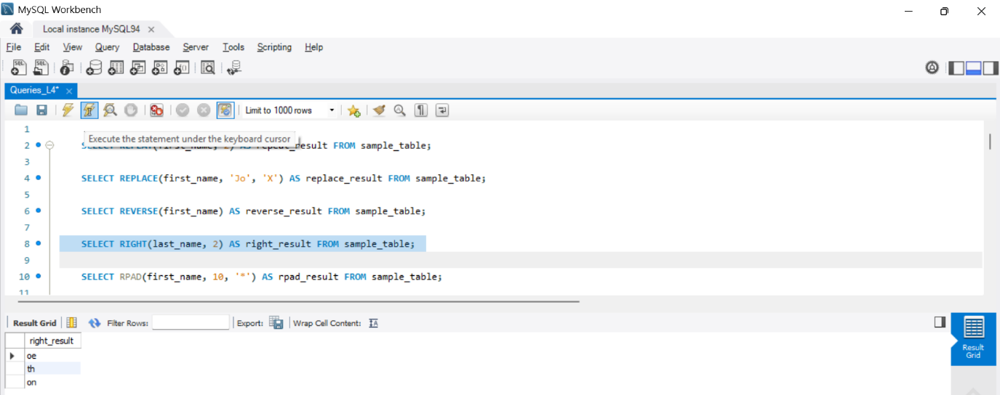 MySQL Workbench
Local instance MySQL94
File Edit View Query Database Server Tools Scripting Help
Queries_L4*
Limit to 1000 rows
1
Execute the statement under the keyboard cursor
2 SELECT REPEAT(first_name, 2) AS repeat_result FROM sample_table;
3
4 SELECT REPLACE(first_name, 'Jo', 'X') AS replace_result FROM sample_table;
5
6 SELECT REVERSE(first_name) AS reverse_result FROM sample_table;
7
8 SELECT RIGHT(last_name, 2) AS right_result FROM sample_table;
9
10 SELECT RPAD(first_name, 10, '*') AS rpad_result FROM sample_table;
11
Result Grid Filter Rows: Export: Wrap Cell Content:
right_result
oe
th
on
Result
Grid